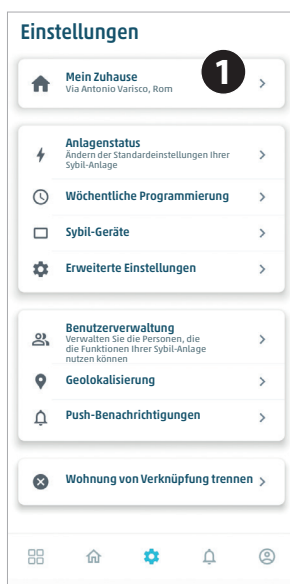 Einstellungen
Mein Zuhause
Via Antonio Varisco, Rom
1
Anlagenstatus
Ändern der Standardeinstellungen Ihrer
Sybil-Anlage
Wöchentliche Programmierung
Sybil-Geräte
Erweiterte Einstellungen
Benutzerverwaltung
Verwalten Sie die Personen, die
die Funktionen Ihrer Sybil-Anlage
nutzen können
Geolokalisierung
Push-Benachrichtigungen
Wohnung von Verknüpfung trennen